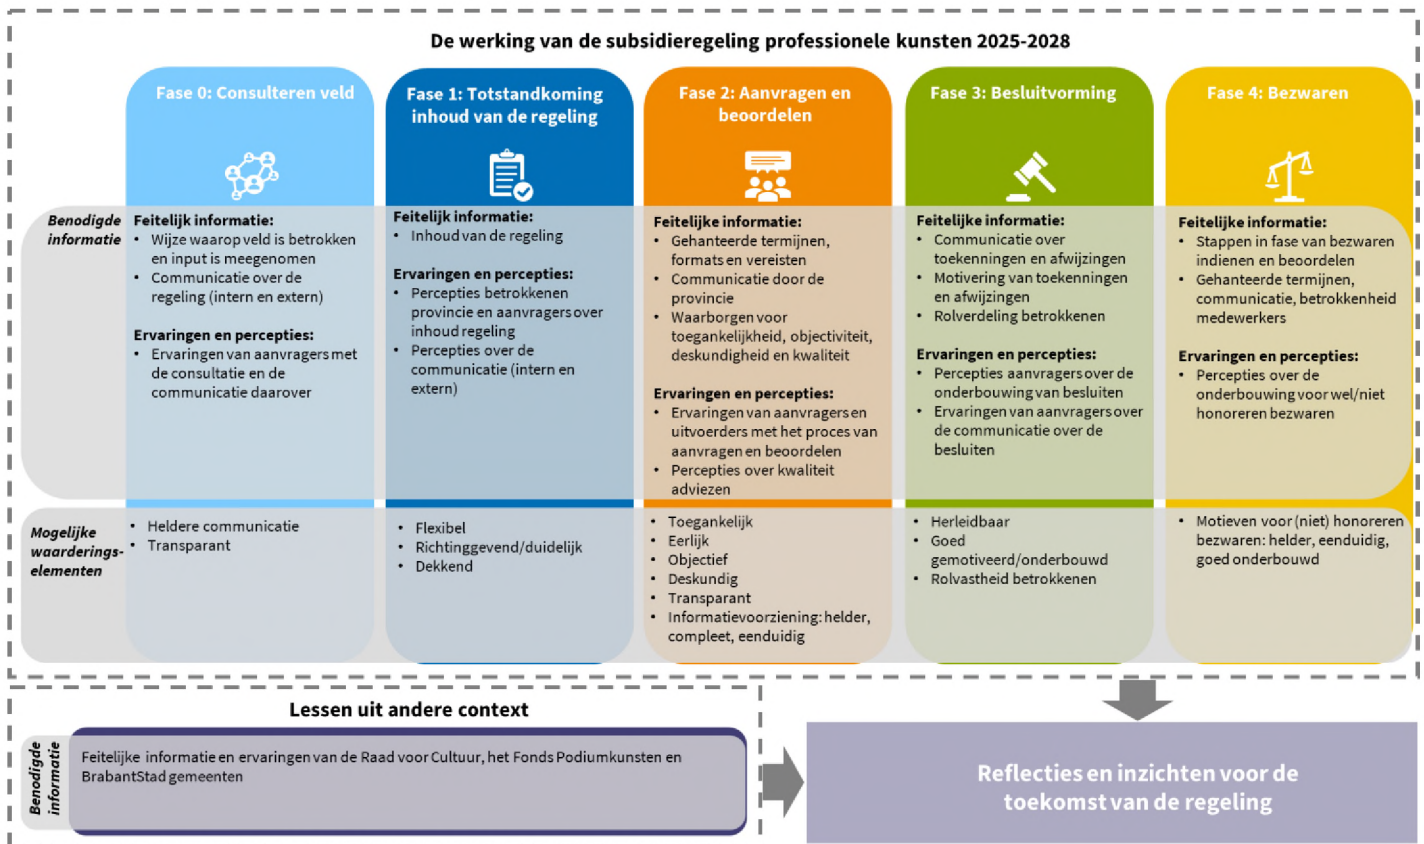 De werking van de subsidieregeling professionele kunsten 2025-2028
Fase 0: Consulteren veld
Fase 1: Totstandkoming
inhoud van de regeling
Fase 2: Aanvragen en
beoordelen
Fase 3: Besluitvorming
Fase 4: Bezwaren
Benodigde
informatie
Feitelijk informatie:
• Wijze waarop veld is betrokken
en input is meegenomen
• Communicatie over de
regeling (intern en extern)
Ervaringen en percepties:
• Ervaringen van aanvragers met
de consultatie en de
communicatie daarover
Feitelijk informatie:
• Inhoud van de regeling
Ervaringen en percepties:
• Percepties betrokkenen
provincie en aanvragers over
inhoud regeling
• Percepties over de
communicatie (intern en
extern)
Feitelijke informatie:
• Gehanteerde termijnen,
formats en vereisten
• Communicatie door de
provincie
• Waarborgen voor
toegankelijkheid, objectiviteit,
deskundigheid en kwaliteit
Ervaringen en percepties:
• Ervaringen van aanvragers en
uitvoerders met het proces van
aanvragen en beoordelen
• Percepties over kwaliteit
adviezen
Feitelijke informatie:
• Communicatie over
toekenningen en afwijzingen
• Motivering van toekenningen
en afwijzingen
• Rolverdeling betrokkenen
Ervaringen en percepties:
• Percepties aanvragers over de
onderbouwing van besluiten
• Ervaringen van aanvragers over
de communicatie over de
besluiten
Feitelijke informatie:
• Stappen in fase van bezwaren
indienen en beoordelen
• Gehanteerde termijnen,
communicatie, betrokkenheid
medewerkers
Ervaringen en percepties:
• Percepties over de
onderbouwing voor wel/niet
honoreren bezwaren
Mogelijke
waarderings-
elementen
• Heldere communicatie
• Transparant
• Flexibel
• Richtinggevend/duidelijk
• Dekkend
• Toegankelijk
• Eerlijk
• Objectief
• Deskundig
• Transparant
• Informatievoorziening: helder,
compleet, eenduidig
• Herleidbaar
• Goed
gemotiveerd/onderbouwd
• Rolvastheid betrokkenen
• Motieven voor (niet) honoreren
bezwaren: helder, eenduidig,
goed onderbouwd
Lessen uit andere context
Benodigde
informatie
Feitelijke informatie en ervaringen van de Raad voor Cultuur, het Fonds Podiumkunsten en
BrabantStad gemeenten
Reflecties en inzichten voor de
toekomst van de regeling